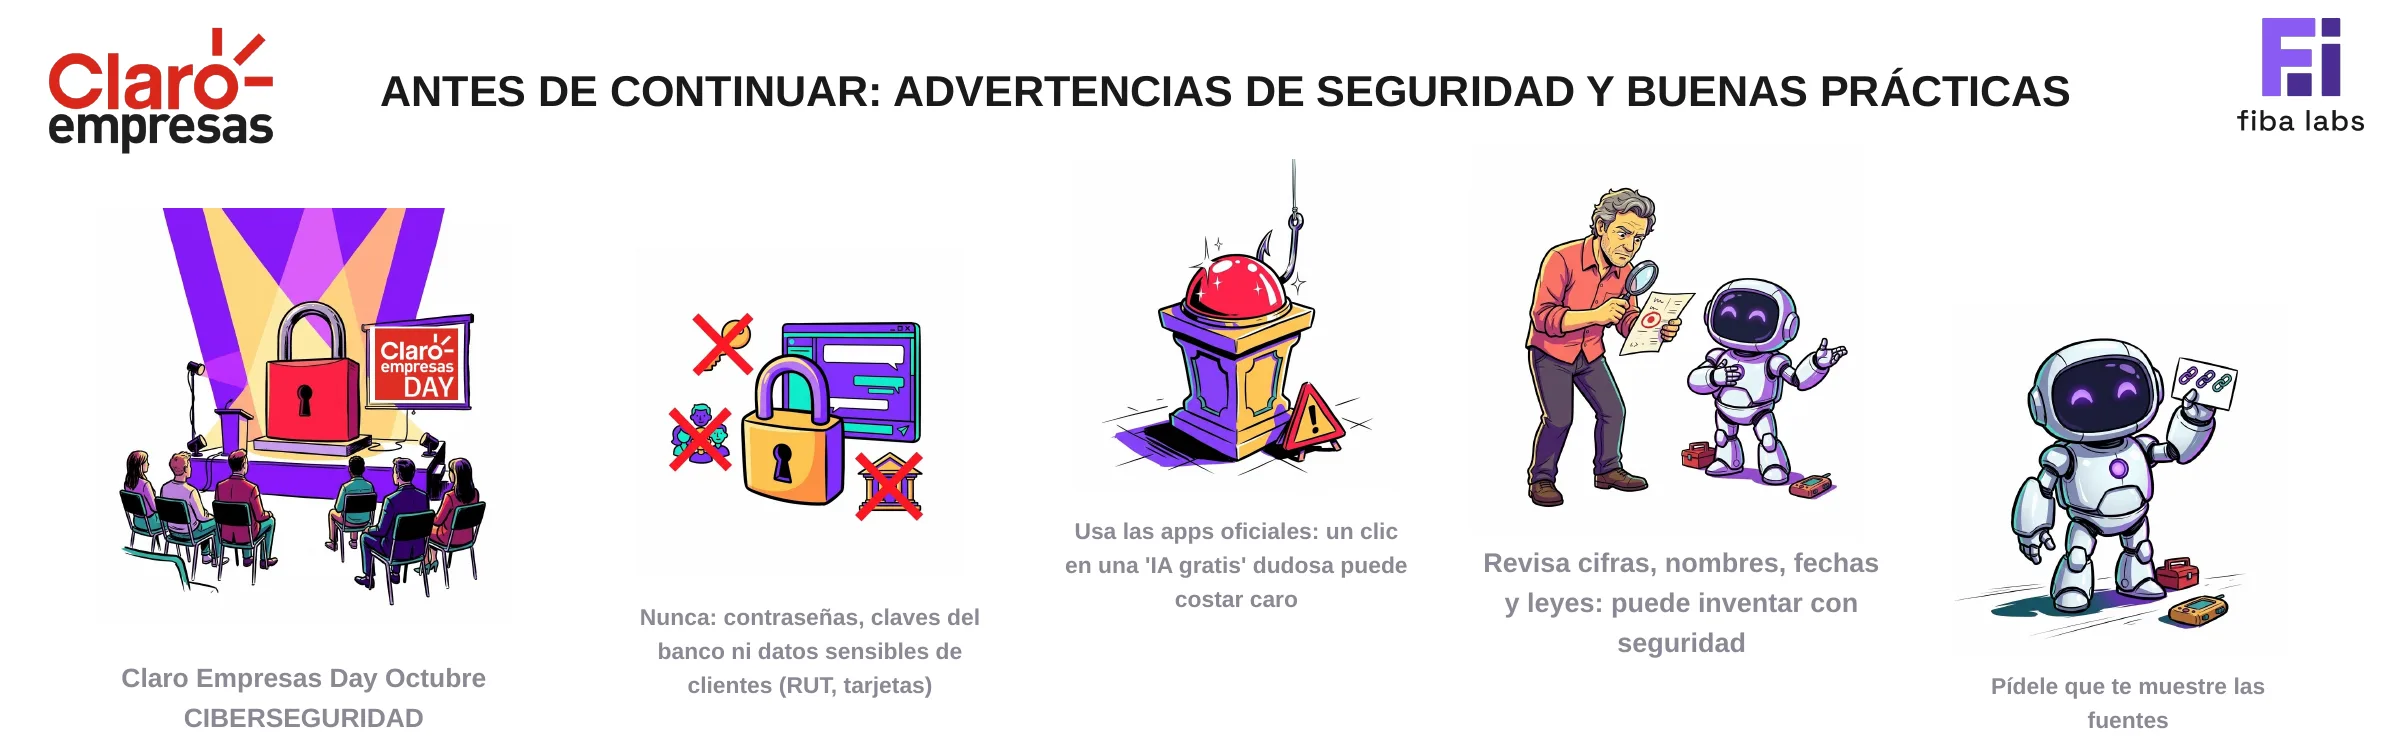 Claro
empresas
ANTES DE CONTINUAR: ADVERTENCIAS DE SEGURIDAD Y BUENAS PRÁCTICAS
fiba labs
Claro
empresas
DAY
Claro Empresas Day Octubre
CIBERSEGURIDAD
Nunca: contraseñas, claves del
banco ni datos sensibles de
clientes (RUT, tarjetas)
Usa las apps oficiales: un clic
en una 'IA gratis' dudosa puede
costar caro
Revisa cifras, nombres, fechas
y leyes: puede inventar con
seguridad
Pídele que te muestre las
fuentes